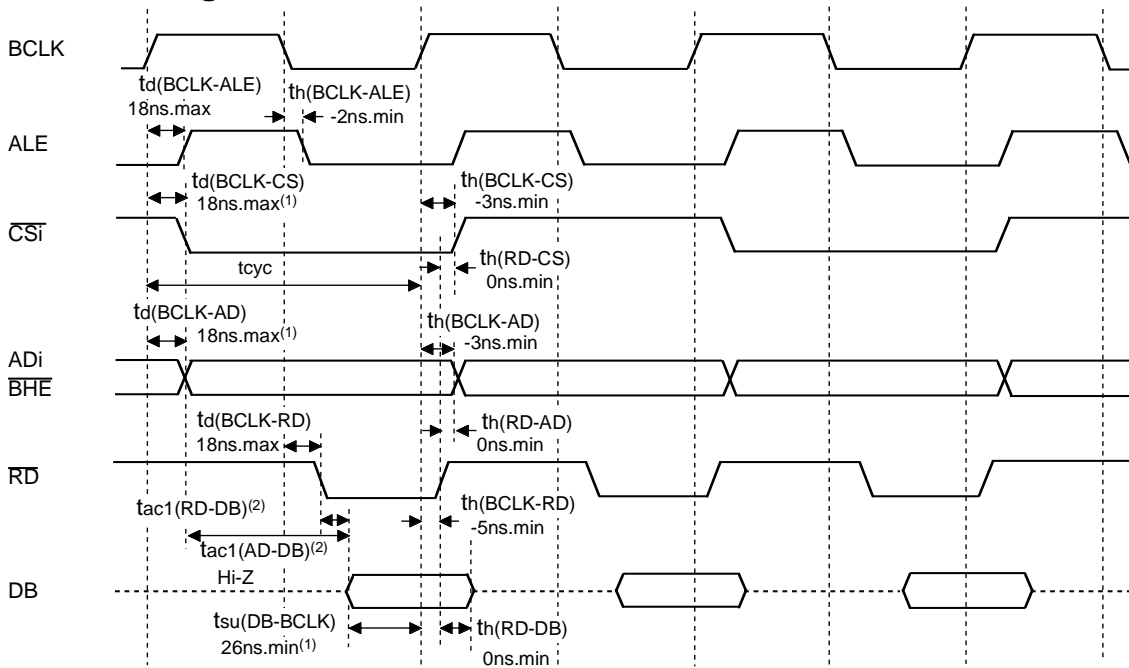 BCLK
td(BCLK-ALE)
18ns.max
th(BCLK-ALE)
-2ns.min
ALE
td(BCLK-CS)
18ns.max(1)
th(BCLK-CS)
-3ns.min
CSi
tcyc
th(RD-CS)
0ns.min
td(BCLK-AD)
18ns.max(1)
th(BCLK-AD)
-3ns.min
ADi
BHE
td(BCLK-RD)
18ns.max
th(RD-AD)
0ns.min
RD
tac1(RD-DB)(2)
th(BCLK-RD)
-5ns.min
tac1(AD-DB)(2)
Hi-Z
DB
tsu(DB-BCLK)
26ns.min(1)
th(RD-DB)
0ns.min